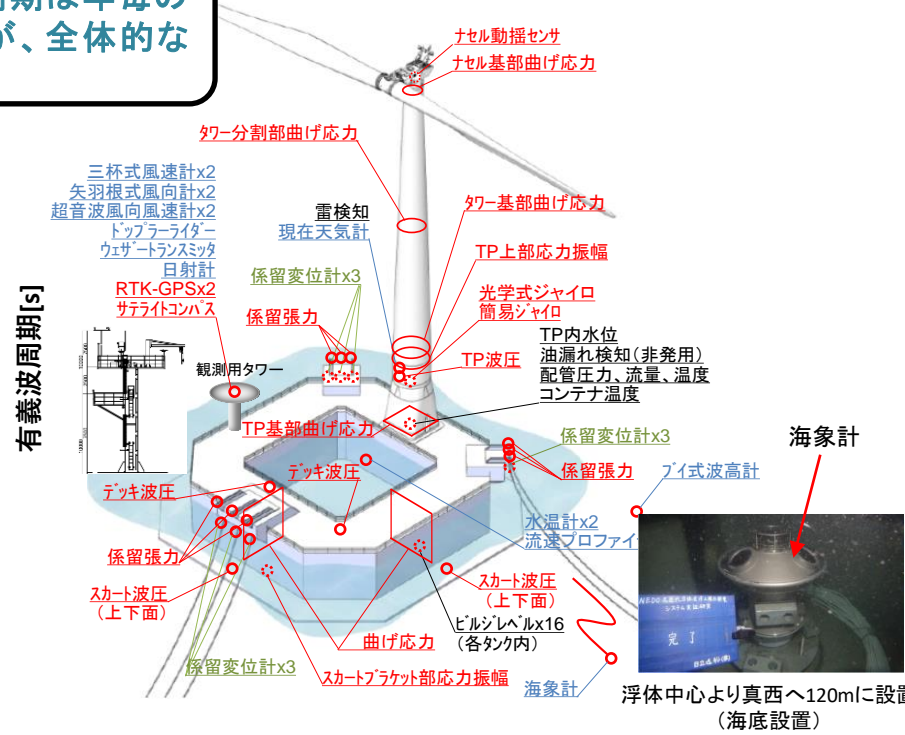 期は年毎の
が、全体的な
ナセル動揺センサ
ナセル基部曲げ応力
タワー分割部曲げ応力
三杯式風速計x2
矢羽根式風向計x2
超音波風向風速計x2
ドップラーライダー
ウェザートランスミッタ
日射計
RTK-GPSx2
サテライトコンパス
雷検知
現在天気計
タワー基部曲げ応力
TP上部応力振幅
係留変位計x3
光学式ジャイロ
簡易ジャイロ
係留張力
TP波圧
TP内水位
油漏れ検知(非発用)
配管圧力、流量、温度
コンテナ温度
有義波周期[s]
観測用タワー
TP基部曲げ応力
係留変位計x3
係留張力
海象計
ブイ式波高計
デッキ波圧
デッキ波圧
水温計x2
流速プロファイ
係留張力
スカート波圧
(上下面)
スカート波圧
(上下面)
ビルジレベルx16
(各タンク内)
曲げ応力
係留変位計x3
スカートブラケット部応力振幅
海象計
完了
浮体中心より真西へ120mに設置
(海底設置)